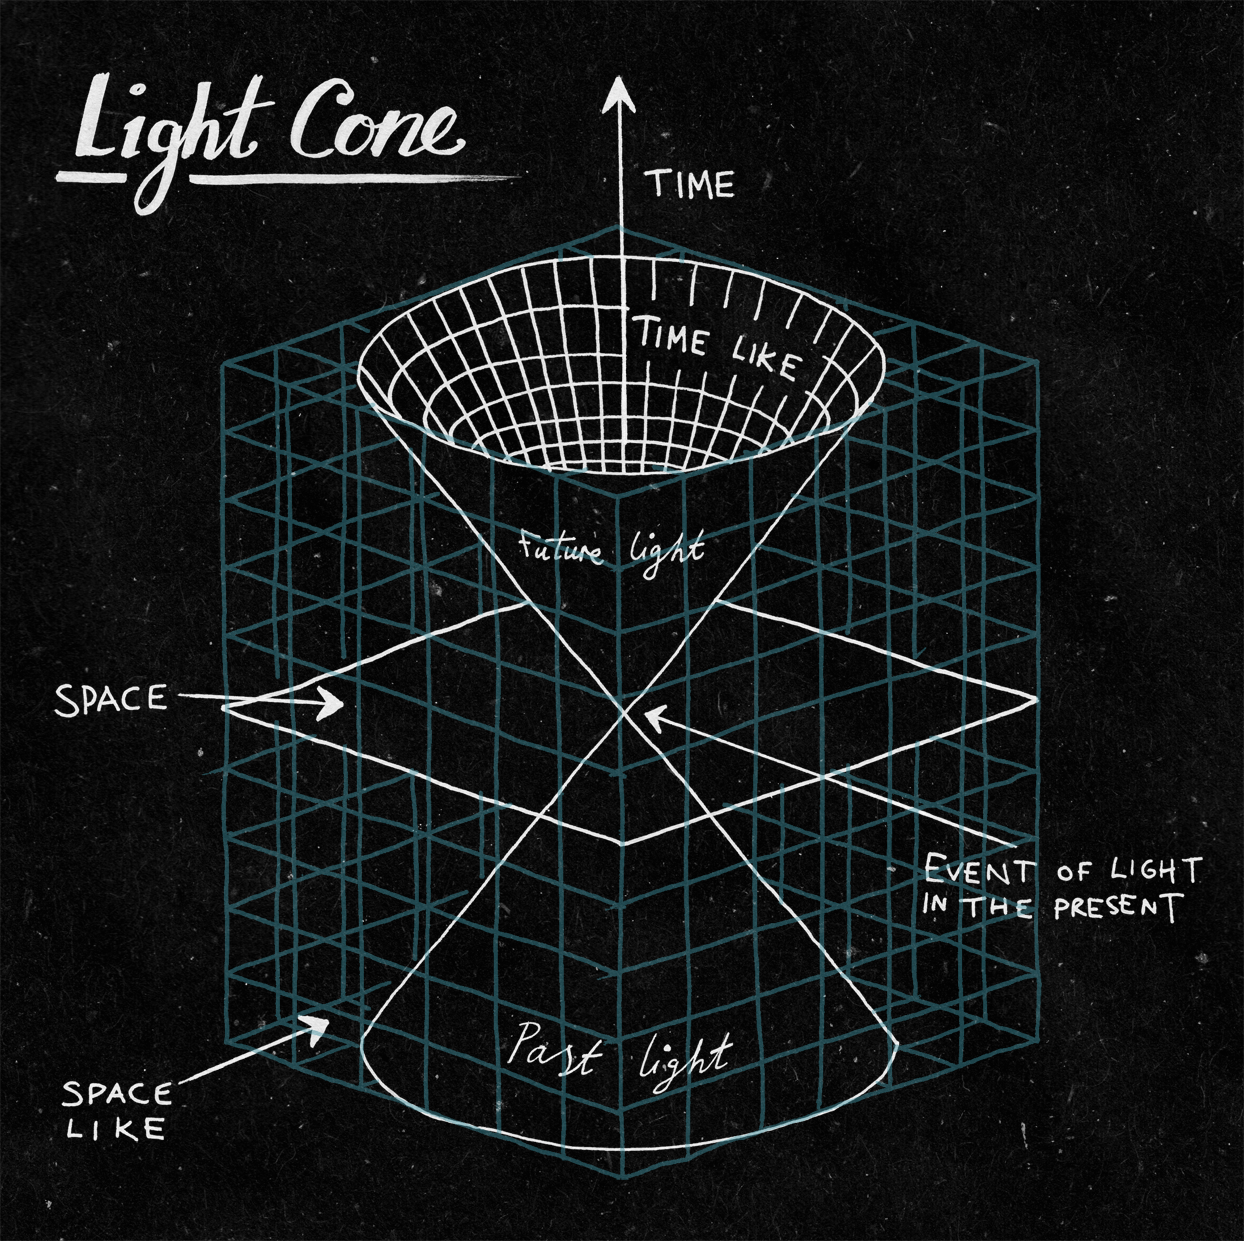 Light Cone
TIME
TIME LIKE
Future light
SPACE
EVENT OF LIGHT
IN THE PRESENT
Past light
SPACE
LIKE